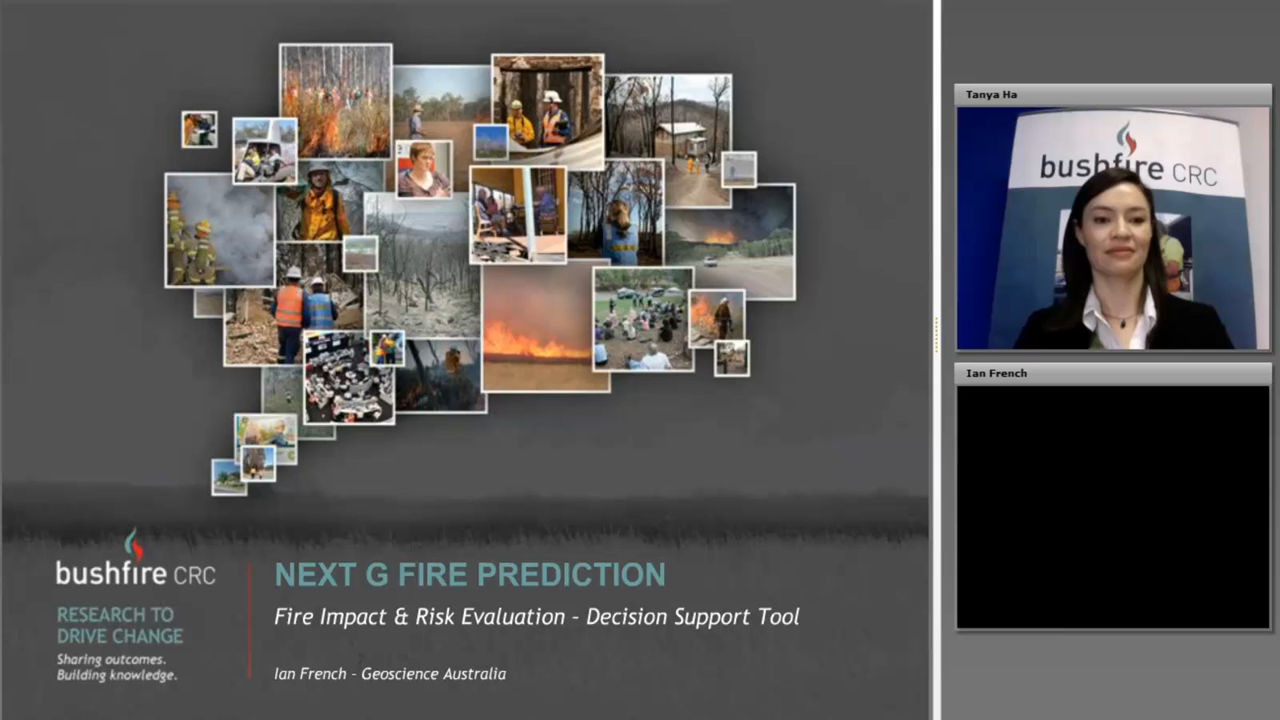 bushfire CRC
RESEARCH TO
DRIVE CHANGE
Sharing outcomes.
Building knowledge.
NEXT G FIRE PREDICTION
Fire Impact & Risk Evaluation – Decision Support Tool
Ian French – Geoscience Australia
Tanya Ha
bushfire CRC
Ian French